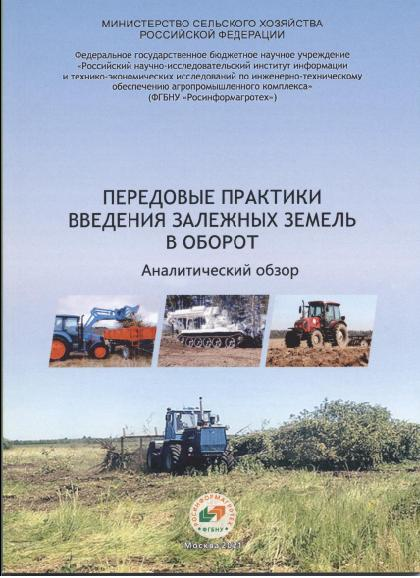 МИНИСТЕРСТВО СЕЛЬСКОГО ХОЗЯЙСТВА
РОССИЙСКОЙ ФЕДЕРАЦИИ
Федеральное государственное бюджетное научное учреждение
«Российский научно-исследовательский институт информации
и технико-экономических исследований по инженерно-техническому
обеспечению агропромышленного комплекса»
(ФГБНУ «Росинформагротех»)
ПЕРЕДОВЫЕ ПРАКТИКИ
ВВЕДЕНИЯ ЗАЛЕЖНЫХ ЗЕМЕЛЬ
В ОБОРОТ
Аналитический обзор
РОСИНФОРМАГРОТЕХ
ФГБНУ
Москва 2021